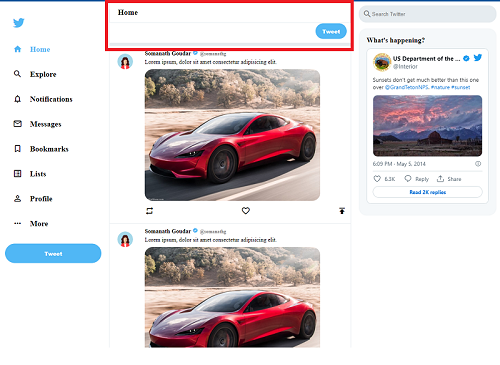 Home
Explore
Notifications
Messages
Bookmarks
Lists
Profile
More
Tweet
Home
Tweet
Somanath Goudar @somanathg
Lorem ipsum, dolor sit amet consectetur adipisicing elit.
Somanath Goudar @somanathg
Lorem ipsum, dolor sit amet consectetur adipisicing elit.
Search Twitter
What's happening?
US Department of the ...
@Interior
Sunsets don't get much better than this one
over @GrandTetonNPS. #nature #sunset
6:09 PM · May 5, 2014
6.3K Reply Share
Read 2K replies